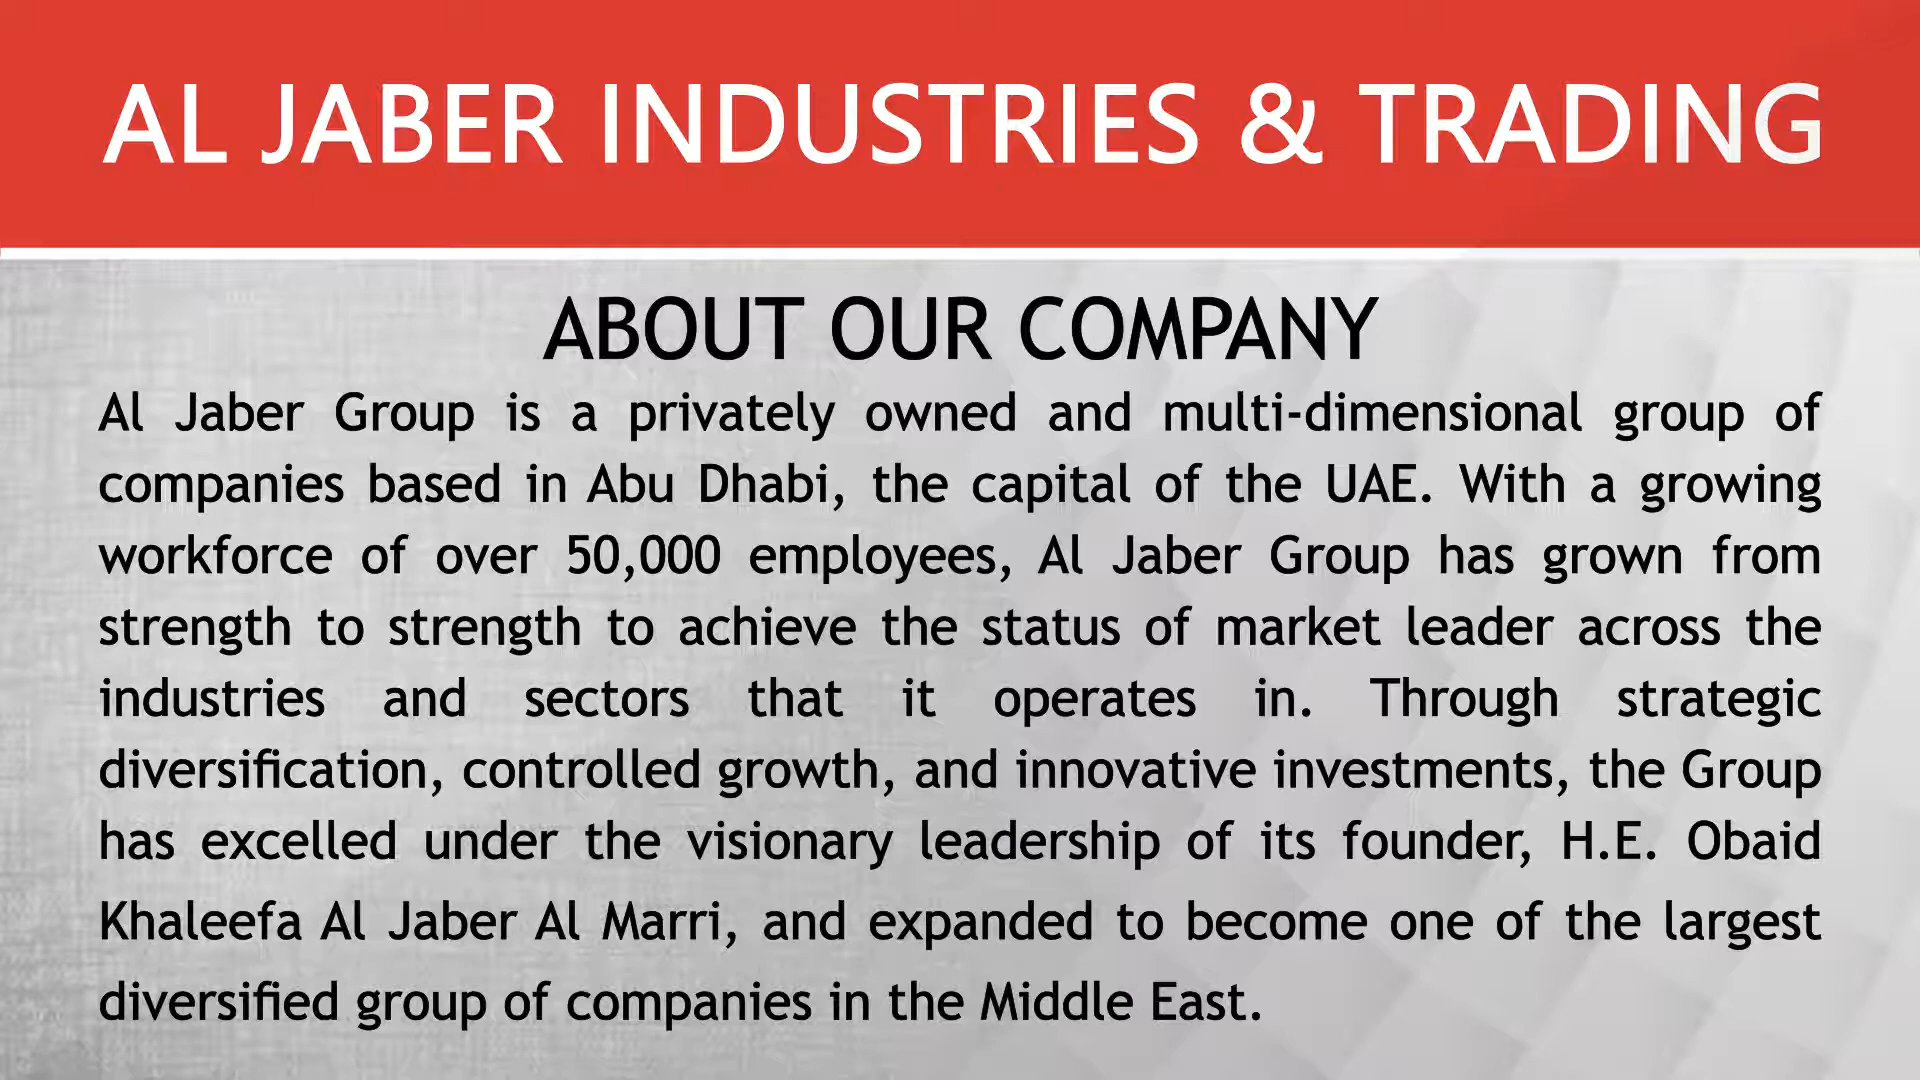 AL JABER INDUSTRIES & TRADING
ABOUT OUR COMPANY
Al Jaber Group is a privately owned and multi-dimensional group of
companies based in Abu Dhabi, the capital of the UAE. With a growing
workforce of over 50,000 employees, Al Jaber Group has grown from
strength to strength to achieve the status of market leader across the
industries and sectors that it operates in. Through strategic
diversification, controlled growth, and innovative investments, the Group
has excelled under the visionary leadership of its founder, H.E. Obaid
Khaleefa Al Jaber Al Marri, and expanded to become one of the largest
diversified group of companies in the Middle East.